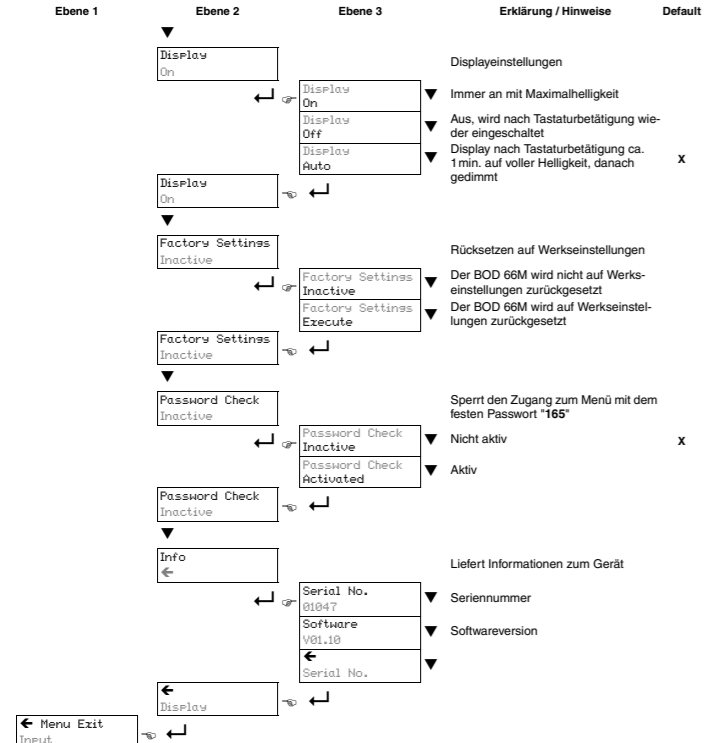 Ebene 1 Ebene 2 Ebene 3 Erklärung / Hinweise Default
▼
Display
On
Displayeinstellungen
Display
On
▼ Immer an mit Maximalhelligkeit
Display
Off
▼ Aus, wird nach Tastaturbetätigung wie-
der eingeschaltet
Display
Auto
▼ Display nach Tastaturbetätigung ca.
1 min. auf voller Helligkeit, danach
gedimmt
x
Display
On
▼
Factory Settings
Inactive
Rücksetzen auf Werkseinstellungen
Factory Settings
Inactive
▼ Der BOD 66M wird nicht auf Werks-
einstellungen zurückgesetzt
Factory Settings
Execute
▼ Der BOD 66M wird auf Werkseinstel-
lungen zurückgesetzt
Factory Settings
Inactive
▼
Password Check
Inactive
Sperrt den Zugang zum Menü mit dem
festen Passwort "165"
Password Check
Inactive
▼ Nicht aktiv x
Password Check
Activated
▼ Aktiv
Password Check
Inactive
▼
Info
←
Liefert Informationen zum Gerät
Serial No.
01047
▼ Seriennummer
Software
V01.10
▼ Softwareversion
←
Serial No.
▼
←
Display
← Menu Exit
Input